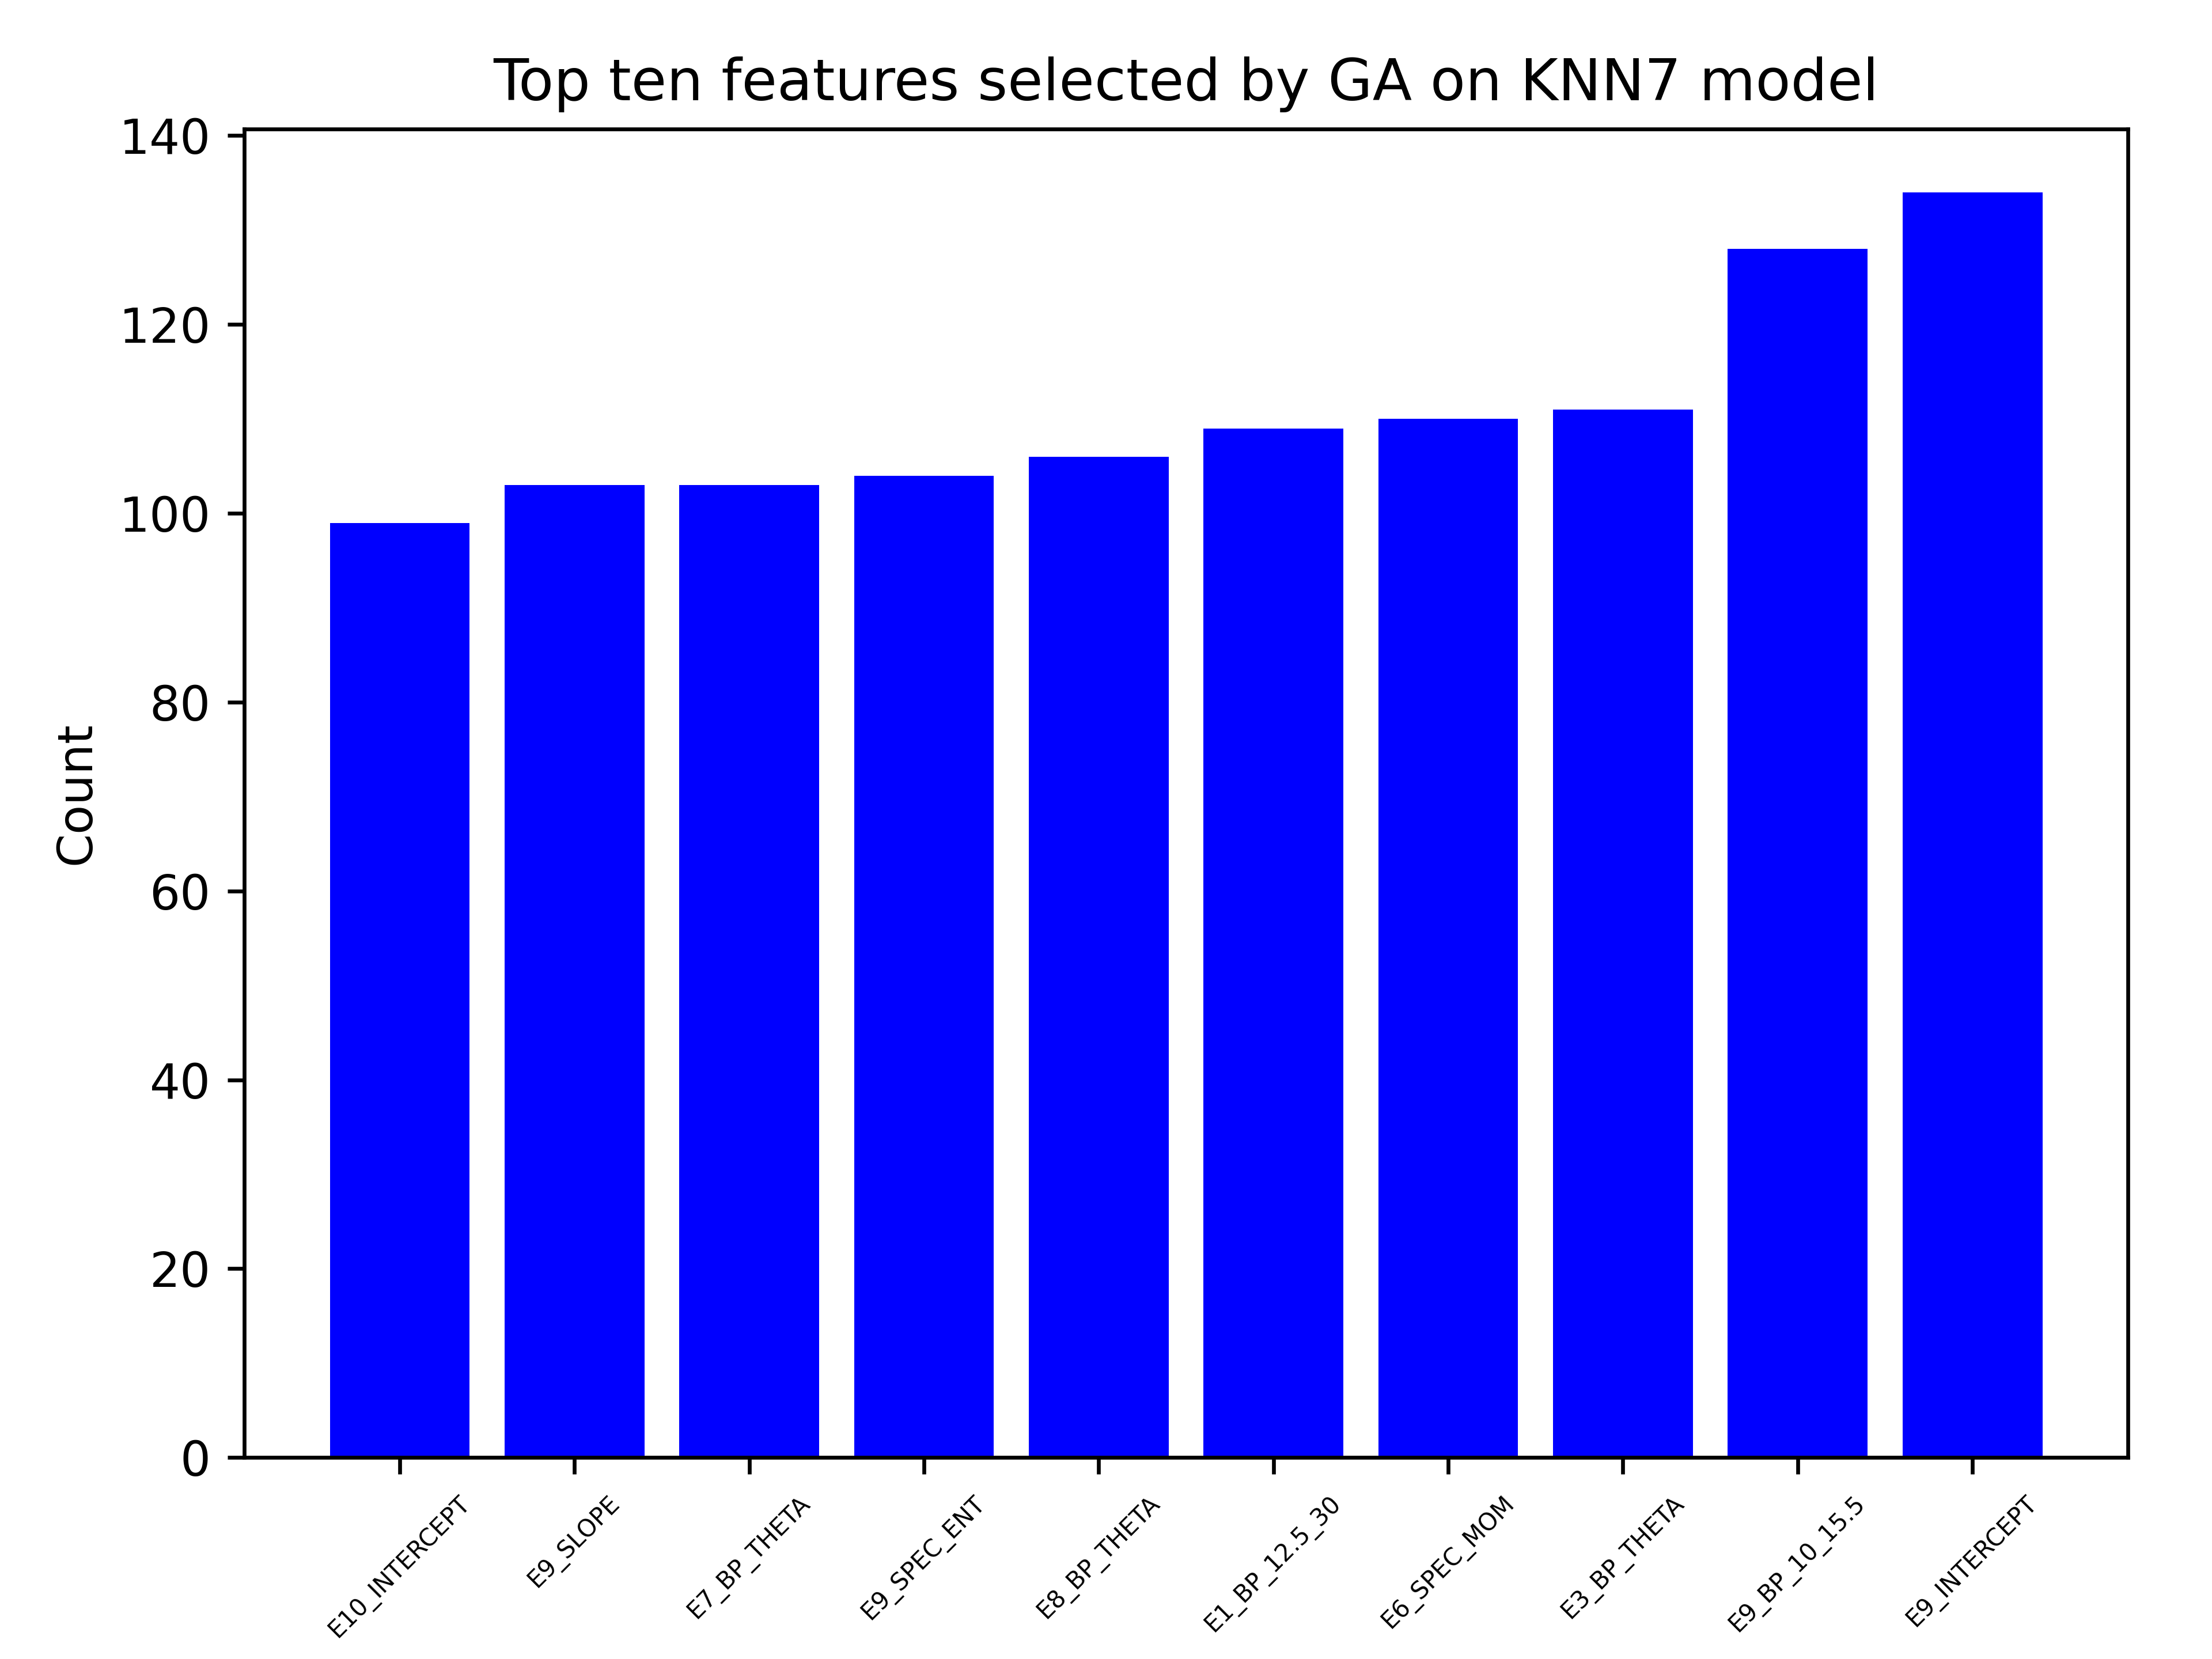 Top ten features selected by GA on KNN7 model
140
120
100
80
60
40
20
0
Count
E10_INTERCEPT
E9_SLOPE
E7_BP_THETA
E9_SPEC_ENT
E8_BP_THETA
E1_BP_12.5_30
E6_SPEC_MOM
E3_BP_THETA
E9_BP_10_15.5
E9_INTERCEPT